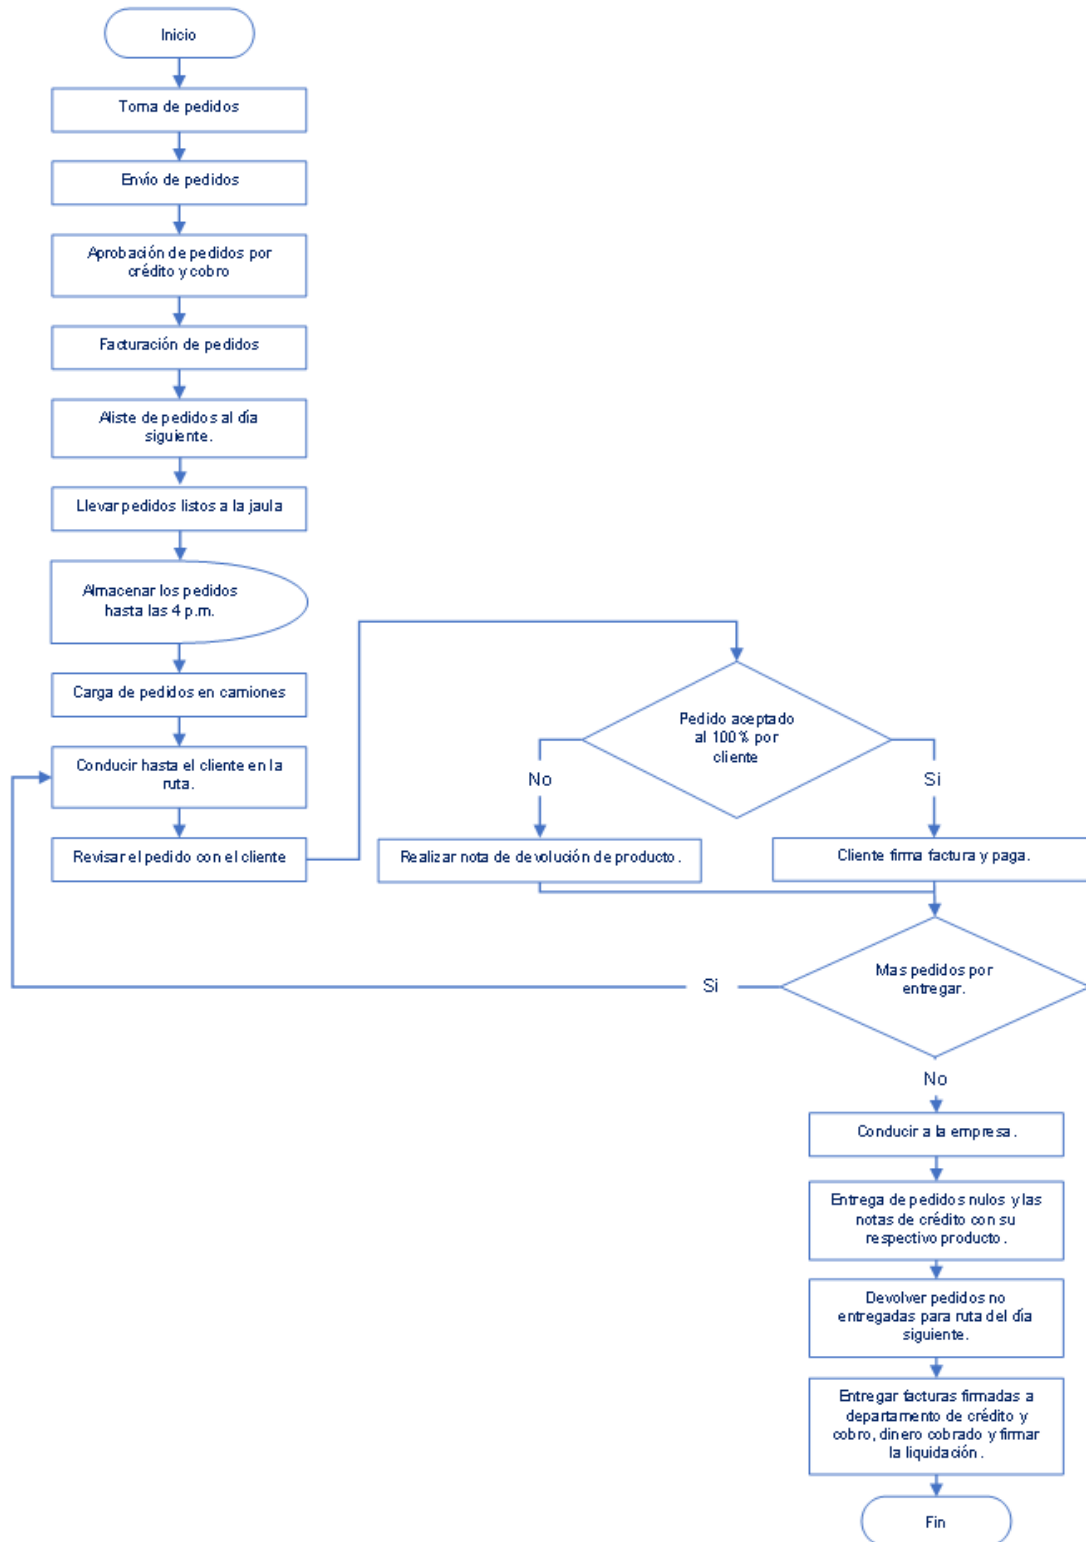 Inicio
Toma de pedidos
Envío de pedidos
Aprobación de pedidos por
crédito y cobro
Facturación de pedidos
Aliste de pedidos al día
siguiente.
Llevar pedidos listos a la jaula
Almacenar los pedidos
hasta las 4 p.m.
Carga de pedidos en camiones
Conducir hasta el cliente en la
ruta.
Revisar el pedido con el cliente
Pedido aceptado
al 100% por
cliente
No
Si
Realizar nota de devolución de producto.
Cliente firma factura y paga.
Mas pedidos por
entregar.
Si
No
Conducir a la empresa.
Entrega de pedidos nulos y las
notas de crédito con su
respectivo producto.
Devolver pedidos no
entregadas para ruta del día
siguiente.
Entregar facturas firmadas a
departamento de crédito y
cobro, dinero cobrado y firmar
la liquidación.
Fin